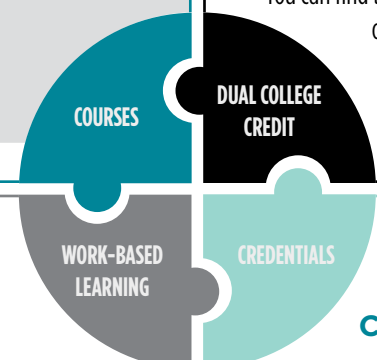 You can find
COURSES
DUAL COLLEGE
CREDIT
WORK-BASED
LEARNING
CREDENTIALS
C